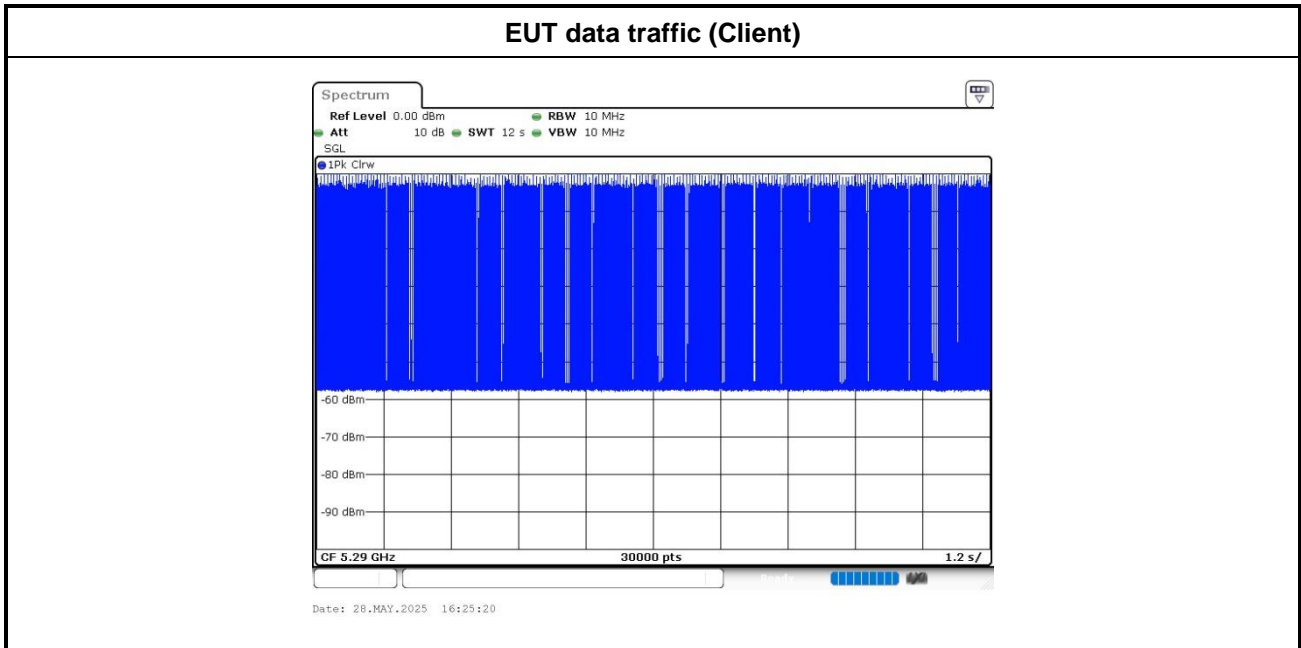 EUT data traffic (Client)
Spectrum
Ref Level 0.00 dBm RBW 10 MHz
Att 10 dB SWT 12 s VBW 10 MHz
SGL
1Pk Clrw
-60 dBm
-70 dBm
-80 dBm
-90 dBm
CF 5.29 GHz 30000 pts 1.2 s/
Date: 28.MAY.2025 16:25:20